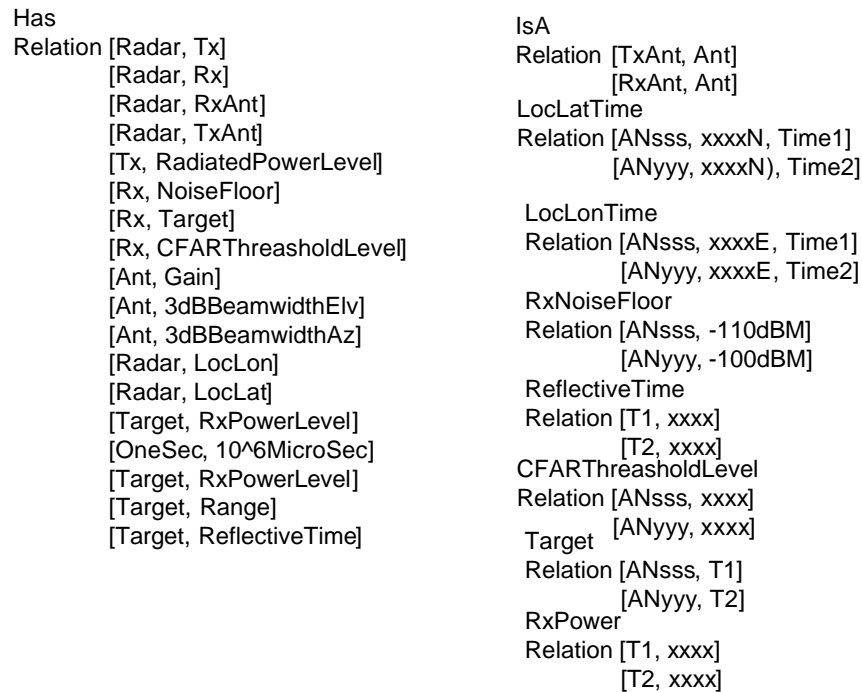 Has
Relation [Radar, Tx]
[Radar, Rx]
[Radar, RxAnt]
[Radar, TxAnt]
[Tx, RadiatedPowerLevel]
[Rx, NoiseFloor]
[Rx, Target]
[Rx, CFARThreasholdLevel]
[Ant, Gain]
[Ant, 3dBBeamwidthElv]
[Ant, 3dBBeamwidthAz]
[Radar, LocLon]
[Radar, LocLat]
[Target, RxPowerLevel]
[OneSec, 10^6MicroSec]
[Target, RxPowerLevel]
[Target, Range]
[Target, ReflectiveTime]
IsA
Relation [TxAnt, Ant]
[RxAnt, Ant]
LocLatTime
Relation [ANsss, xxxxN, Time1]
[ANyyy, xxxxN), Time2]
LocLonTime
Relation [ANsss, xxxxE, Time1]
[ANyyy, xxxxE, Time2]
RxNoiseFloor
Relation [ANsss, -110dBM]
[ANyyy, -100dBM]
ReflectiveTime
Relation [T1, xxxx]
[T2, xxxx]
CFARThreasholdLevel
Relation [ANsss, xxxx]
[ANyyy, xxxx]
Target
Relation [ANsss, T1]
[ANyyy, T2]
RxPower
Relation [T1, xxxx]
[T2, xxxx]